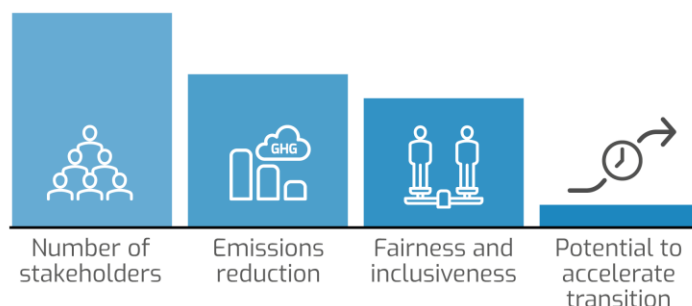 GHG
Number of
stakeholders
Emissions
reduction
Fairness and
inclusiveness
Potential to
accelerate
transition